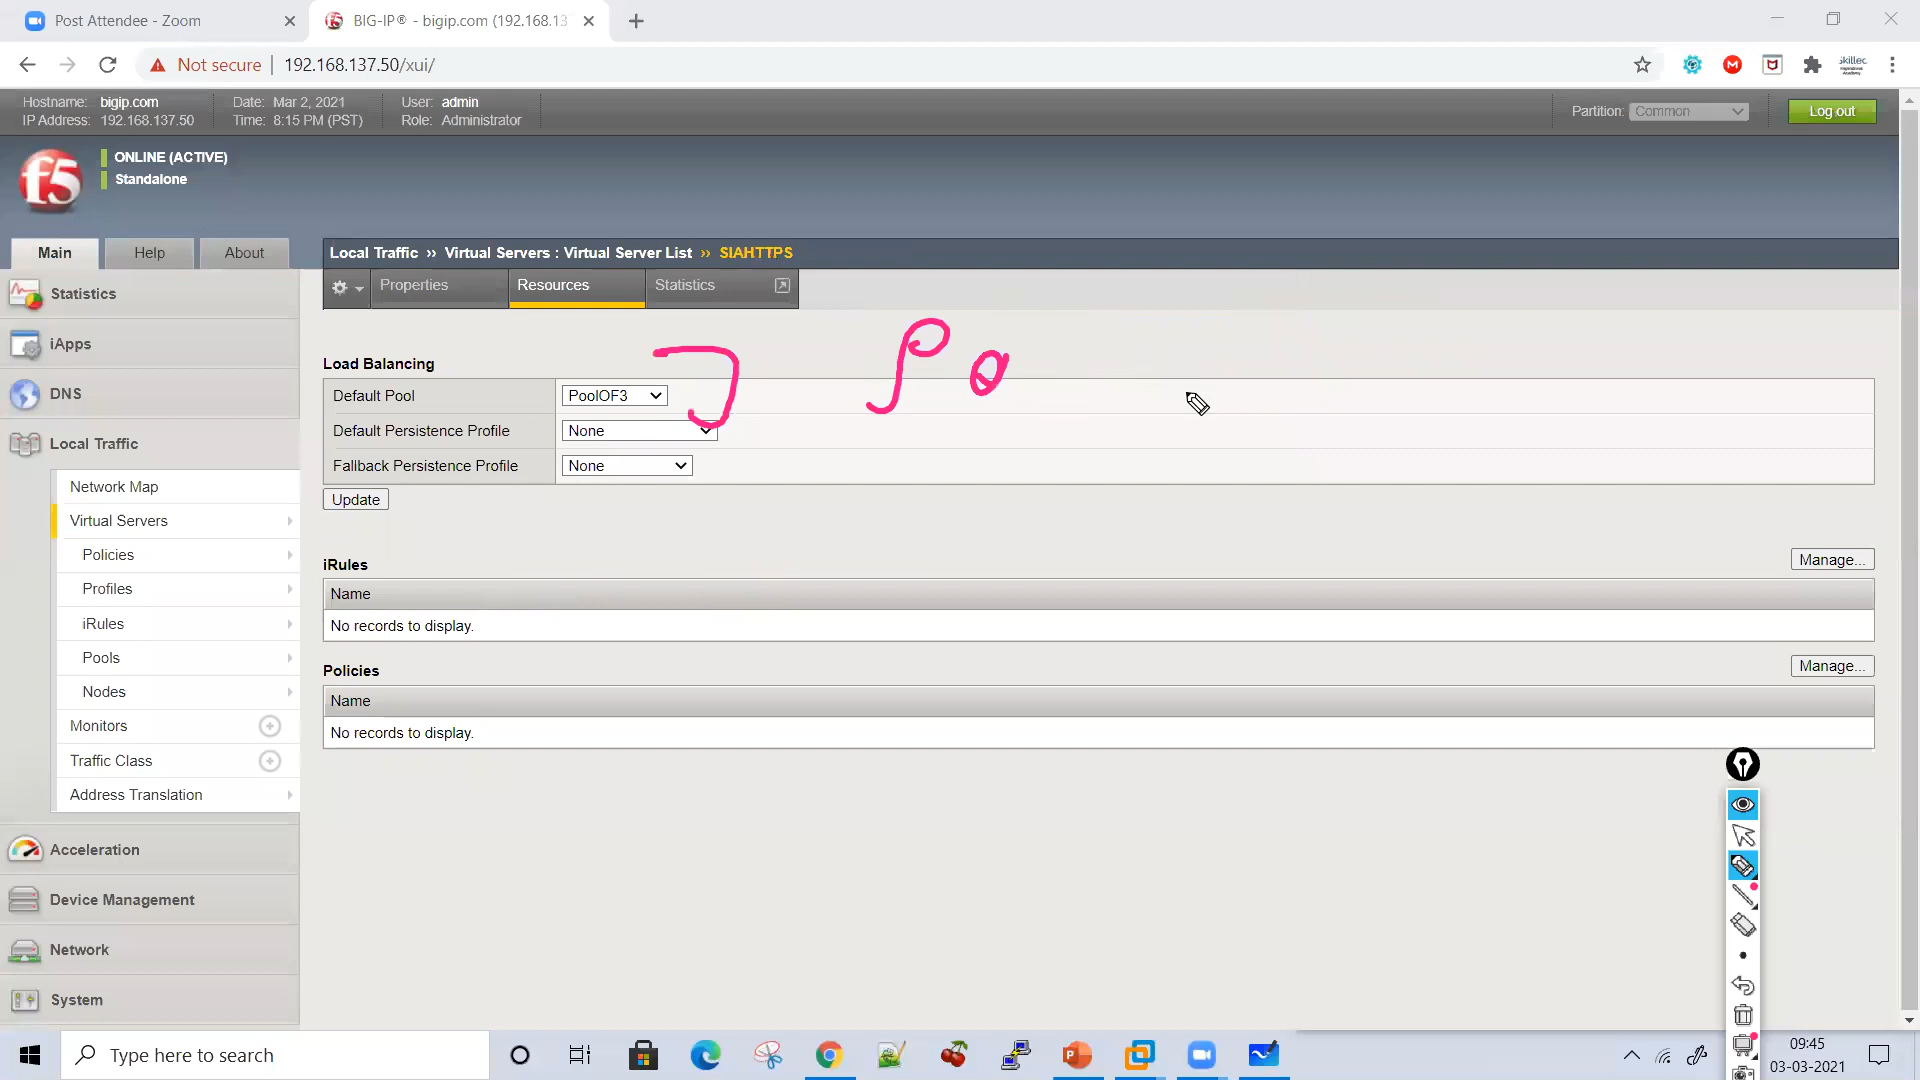 Post Attendee - Zoom
BIG-IP® - bigip.com (192.168.13
Not secure
192.168.137.50/xui/
Hostname: bigip.com
IP Address: 192.168.137.50
Date: Mar 2, 2021
Time: 8:15 PM (PST)
User: admin
Role: Administrator
Partition: Common
Log out
f5
ONLINE (ACTIVE)
Standalone
Main
Help
About
Local Traffic ›› Virtual Servers : Virtual Server List ›› SIAHTTPS
Properties
Resources
Statistics
Statistics
iApps
DNS
Local Traffic
Network Map
Virtual Servers
Policies
Profiles
iRules
Pools
Nodes
Monitors
Traffic Class
Address Translation
Acceleration
Device Management
Network
System
Load Balancing
Default Pool PoolOF3
Default Persistence Profile None
Fallback Persistence Profile None
Update
iRules
Manage...
Name
No records to display.
Policies
Manage...
Name
No records to display.
Type here to search
09:45
03-03-2021